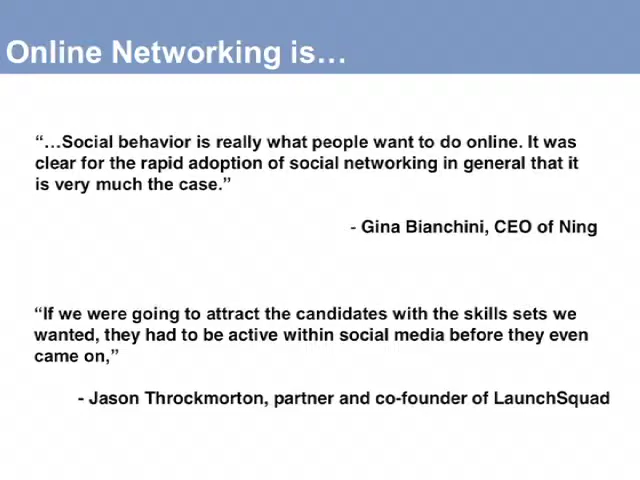 Online Networking is…
“…Social behavior is really what people want to do online. It was
clear for the rapid adoption of social networking in general that it
is very much the case.”
- Gina Bianchini, CEO of Ning
“If we were going to attract the candidates with the skills sets we
wanted, they had to be active within social media before they even
came on,”
- Jason Throckmorton, partner and co-founder of LaunchSquad